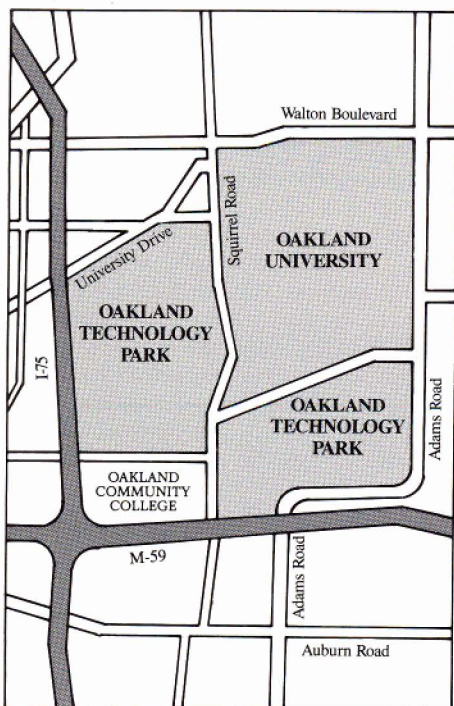 Walton Boulevard
Squirrel Road
OAKLAND
UNIVERSITY
University Drive
OAKLAND
TECHNOLOGY
PARK
I-75
OAKLAND
TECHNOLOGY
PARK
Adams Road
OAKLAND
COMMUNITY
COLLEGE
M-59
Adams Road
Auburn Road